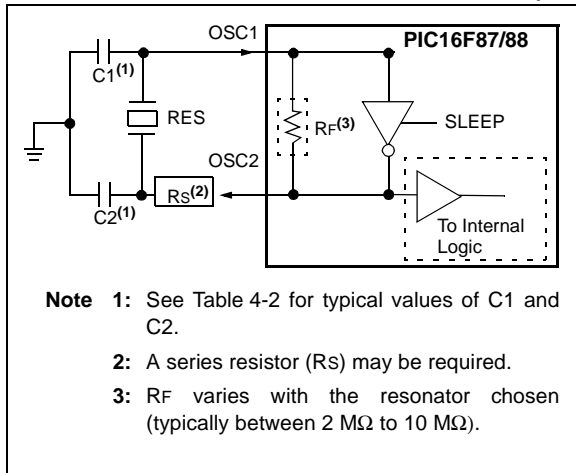 OSC1
PIC16F87/88
C1(1)
RES
RF(3)
SLEEP
OSC2
C2(1)
RS(2)
To Internal
Logic
Note 1: See Table 4-2 for typical values of C1 and
C2.
2: A series resistor (RS) may be required.
3: RF varies with the resonator chosen
(typically between 2 MΩ to 10 MΩ).